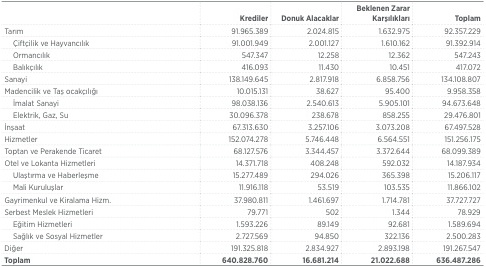 Beklenen Zarar
Krediler Donuk Alacaklar Karşılıkları Toplam
Tarım 91.965.389 2.024.815 1.632.975 92.357.229
Çiftçilik ve Hayvancılık 91.001.949 2.001.127 1.610.162 91.392.914
Ormancılık 547.347 12.258 12.362 547.243
Balıkçılık 416.093 11.430 10.451 417.072
Sanayi 138.149.645 2.817.918 6.858.756 134.108.807
Madencilik ve Taş ocakçılığı 10.015.131 38.627 95.400 9.958.358
İmalat Sanayi 98.038.136 2.540.613 5.905.101 94.673.648
Elektrik, Gaz, Su 30.096.378 238.678 858.255 29.476.801
İnşaat 67.313.630 3.257.106 3.073.208 67.497.528
Hizmetler 152.074.278 5.746.448 6.564.551 151.256.175
Toptan ve Perakende Ticaret 68.127.576 3.344.457 3.372.644 68.099.389
Otel ve Lokanta Hizmetleri 14.371.718 408.248 592.032 14.187.934
Ulaştırma ve Haberleşme 15.277.489 294.026 365.398 15.206.117
Mali Kuruluşlar 11.916.118 53.519 103.535 11.866.102
Gayrimenkul ve Kiralama Hizm. 37.980.811 1.461.697 1.714.781 37.727.727
Serbest Meslek Hizmetleri 79.771 502 1.344 78.929
Eğitim Hizmetleri 1.593.226 89.149 92.681 1.589.694
Sağlık ve Sosyal Hizmetler 2.727.569 94.850 322.136 2.500.283
Diğer 191.325.818 2.834.927 2.893.198 191.267.547
Toplam 640.828.760 16.681.214 21.022.688 636.487.286